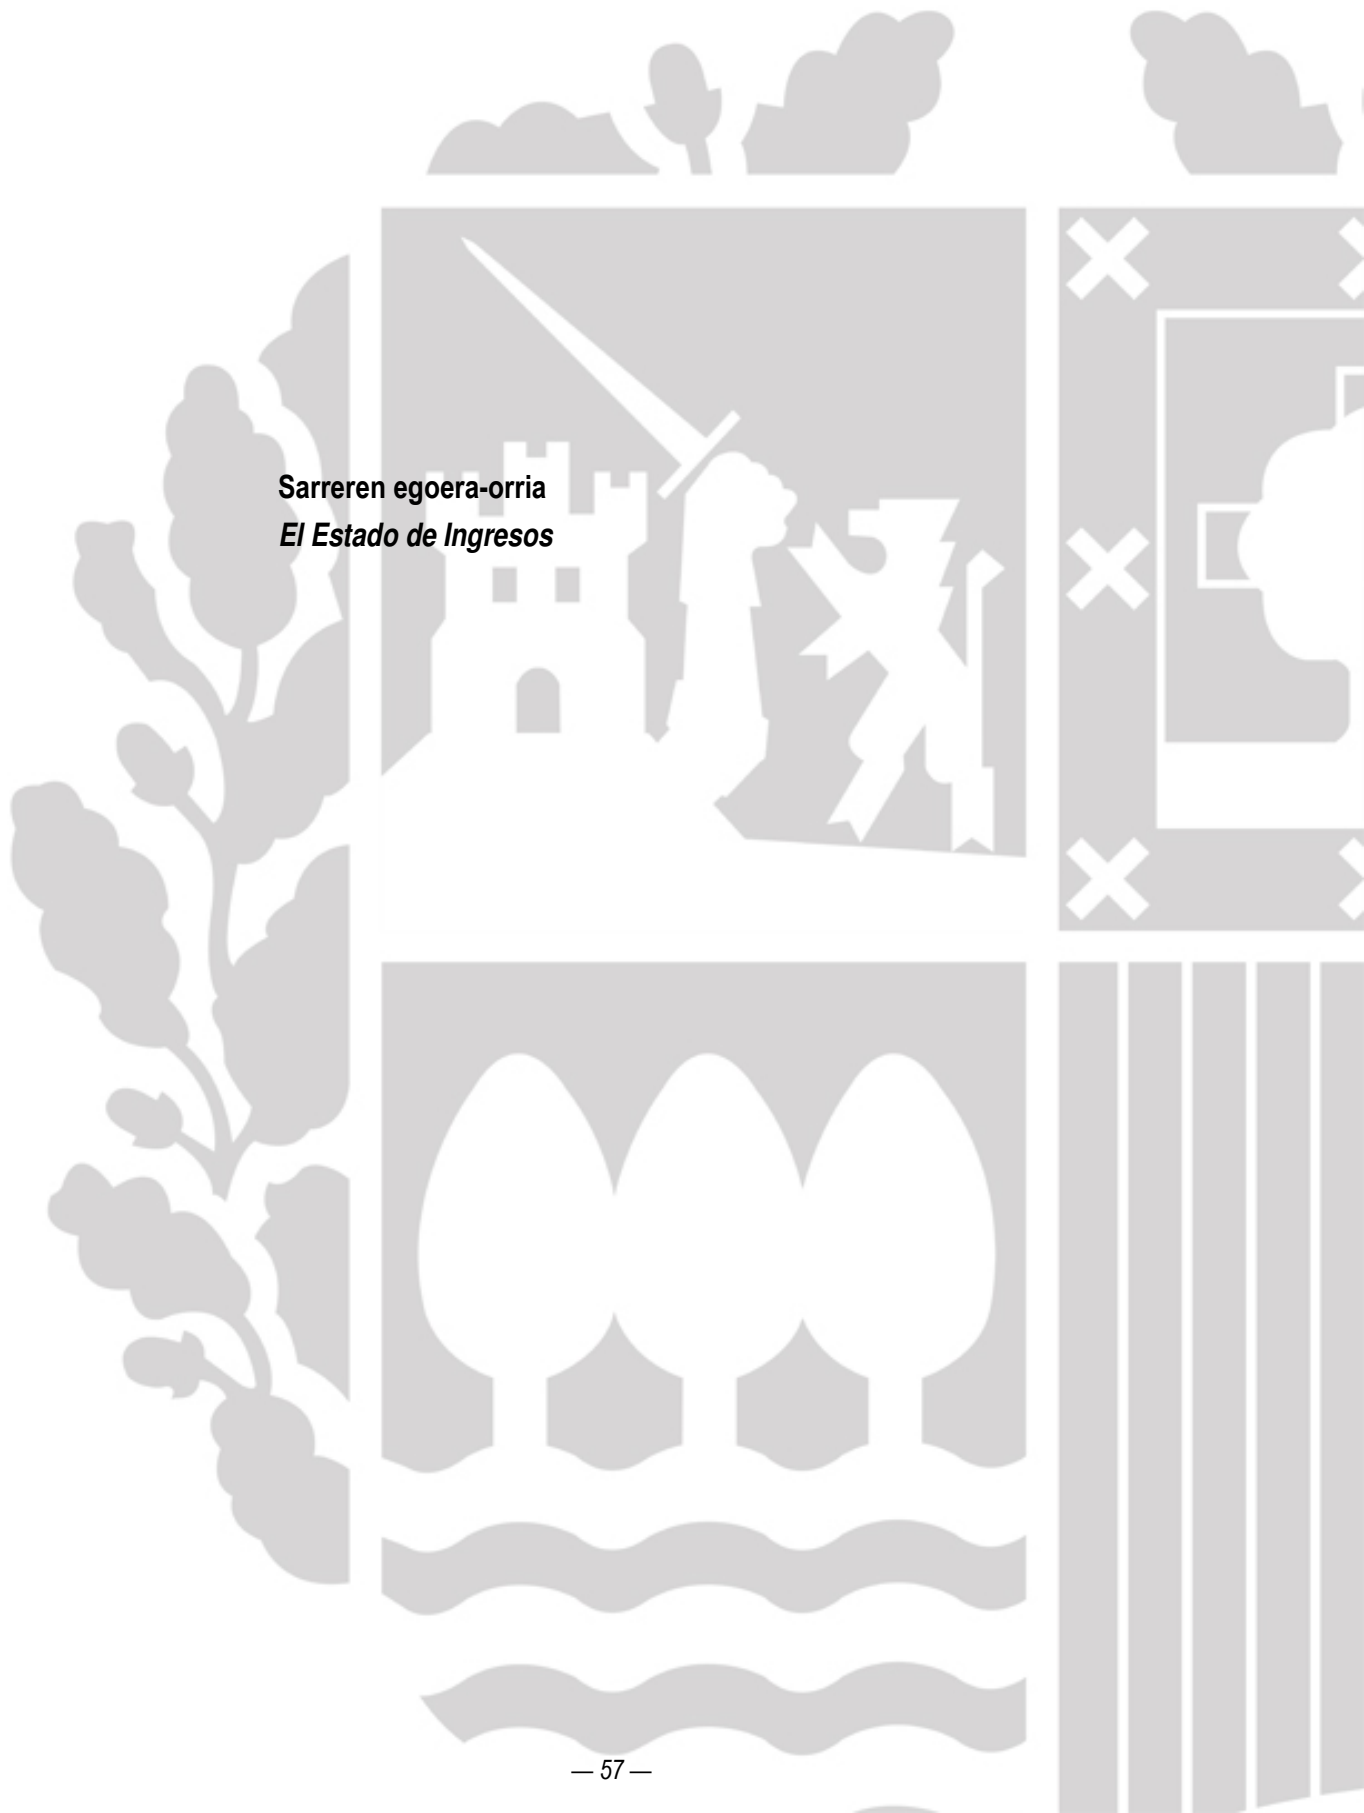 Sarreren egoera-orria
El Estado de Ingresos
— 57 —